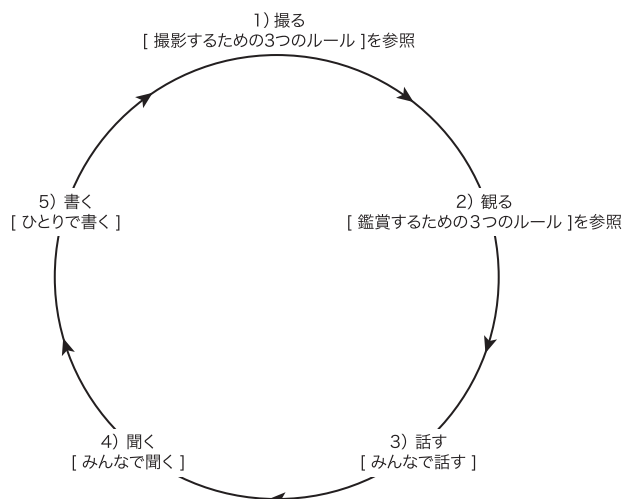 1）撮る
[ 撮影するための3つのルール ]を参照
2）観る
[ 鑑賞するための3つのルール ]を参照
3）話す
[ みんなで話す ]
4）聞く
[ みんなで聞く ]
5）書く
[ ひとりで書く ]